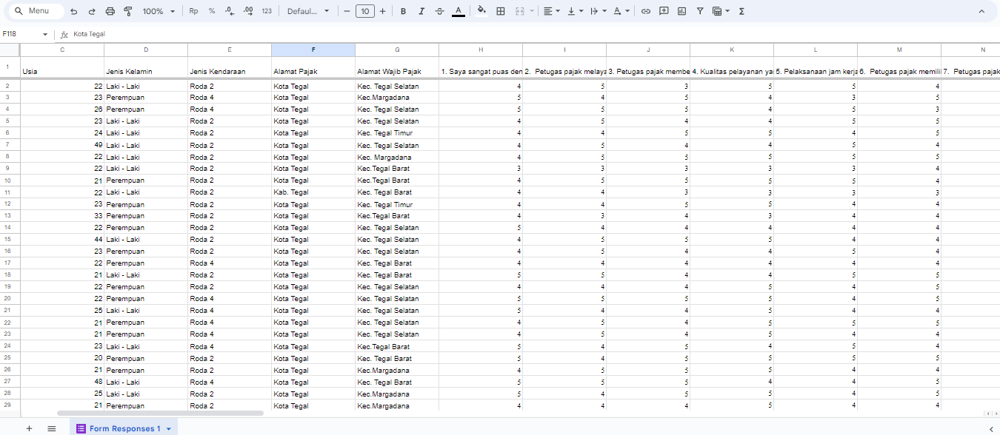 Menu 100% Rp % .0 .00 123 Defaul... 10 B I A
F118 fx Kota Tegal
C D E F G H I J K L M N
1 Usia Jenis Kelamin Jenis Kendaraan Alamat Pajak Alamat Wajib Pajak 1. Saya sangat puas den 2. Petugas pajak melaya 3. Petugas pajak membe 4. Kualitas pelayanan ya 5. Pelaksanaan jam kerja 6. Petugas pajak memili 7. Petugas pajak
2 22 Laki - Laki Roda 2 Kota Tegal Kec. Tegal Selatan 4 5 3 5 5 4
3 23 Perempuan Roda 4 Kota Tegal Kec.Margadana 5 4 5 4 3 5
4 26 Perempuan Roda 4 Kota Tegal Kec. Tegal Selatan 5 5 5 4 5 3
5 23 Laki - Laki Roda 2 Kota Tegal Kec. Tegal Selatan 4 5 4 4 5 5
6 24 Laki - Laki Roda 2 Kota Tegal Kec. Tegal Timur 4 4 5 5 4 5
7 49 Laki - Laki Roda 2 Kota Tegal Kec. Tegal Selatan 4 5 4 4 5 4
8 22 Laki - Laki Roda 2 Kota Tegal Kec. Margadana 4 5 5 5 5 5
9 22 Laki - Laki Roda 2 Kota Tegal Kec.Tegal Barat 3 3 3 3 3 4
10 21 Perempuan Roda 2 Kota Tegal Kec.Tegal Barat 4 5 5 5 5 4
11 22 Laki - Laki Roda 2 Kab. Tegal Kec. Tegal Barat 4 4 3 3 3 3
12 23 Perempuan Roda 2 Kota Tegal Kec. Tegal Timur 4 4 5 5 4 4
13 33 Perempuan Roda 2 Kota Tegal Kec.Tegal Barat 4 3 4 3 4 4
14 22 Perempuan Roda 2 Kota Tegal Kec. Tegal Selatan 5 4 4 4 4 4
15 44 Laki - Laki Roda 2 Kota Tegal Kec. Tegal Selatan 4 5 5 5 4 4
16 23 Perempuan Roda 2 Kota Tegal Kec. Tegal Selatan 4 5 4 4 5 4
17 22 Perempuan Roda 4 Kota Tegal Kec. Tegal Barat 4 4 4 4 4 4
18 21 Laki - Laki Roda 2 Kota Tegal Kec. Tegal Barat 5 4 4 4 5 5
19 22 Perempuan Roda 2 Kota Tegal Kec. Tegal Selatan 4 4 4 5 4 4
20 22 Perempuan Roda 4 Kota Tegal Kec. Tegal Selatan 5 5 5 5 4 5
21 25 Laki - Laki Roda 4 Kota Tegal Kec. Tegal Selatan 5 4 4 5 4 4
22 21 Perempuan Roda 4 Kota Tegal Kec. Tegal Selatan 4 5 4 5 5 5
23 21 Perempuan Roda 4 Kota Tegal Kec. Tegal Selatan 5 4 4 5 4 4
24 23 Laki - Laki Roda 4 Kota Tegal Kec.Tegal Barat 5 4 5 4 5 4
25 20 Perempuan Roda 2 Kota Tegal Kec. Tegal Barat 5 4 5 5 5 5
26 21 Perempuan Roda 2 Kota Tegal Kec.Margadana 4 5 5 5 4 4
27 48 Laki - Laki Roda 4 Kota Tegal Kec. Tegal Barat 5 5 5 4 4 5
28 25 Laki - Laki Roda 2 Kota Tegal Kec.Margadana 5 4 5 5 4 5
29 21 Perempuan Roda 2 Kota Tegal Kec.Margadana 4 4 4 5 4 4
Form Responses 1